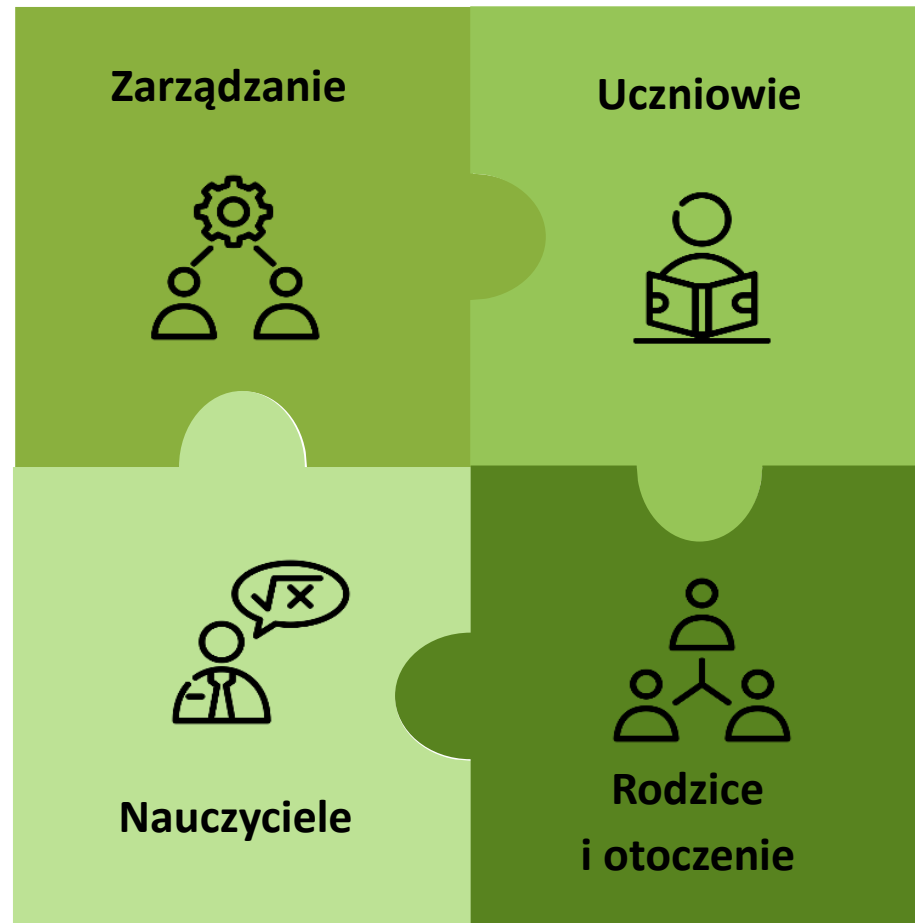 Zarządzanie
Uczniowie
√x
Nauczyciele
Rodzice
i otoczenie